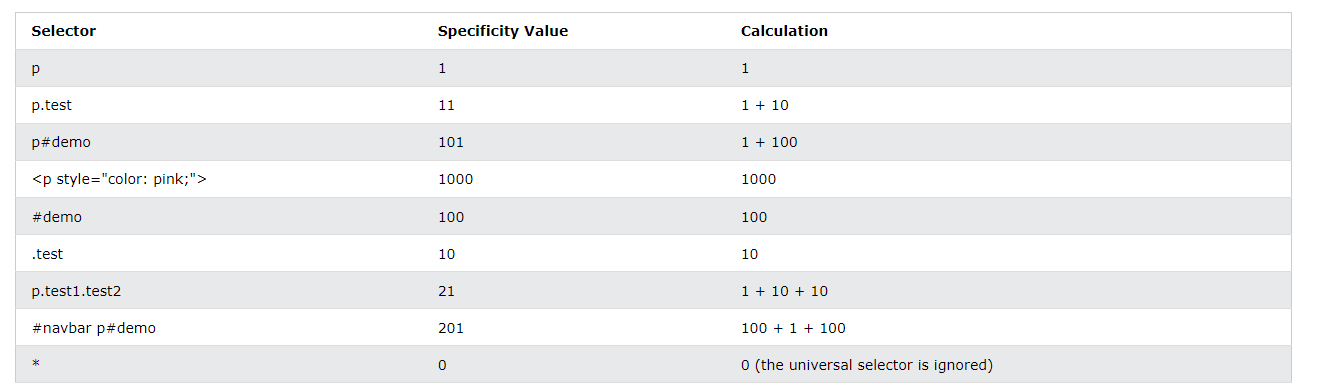 Selector Specificity Value Calculation
p 1 1
p.test 11 1 + 10
p#demo 101 1 + 100
<p style="color: pink;"> 1000 1000
#demo 100 100
.test 10 10
p.test1.test2 21 1 + 10 + 10
#navbar p#demo 201 100 + 1 + 100
* 0 0 (the universal selector is ignored)